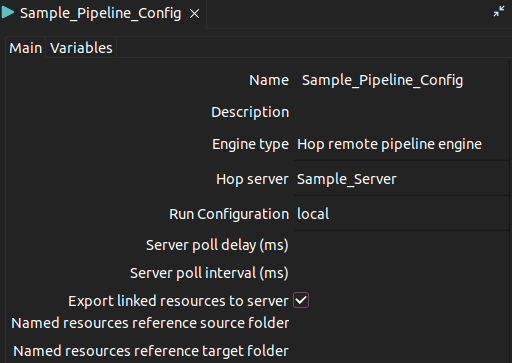 Sample_Pipeline_Config
Main Variables
Name Sample_Pipeline_Config
Description
Engine type Hop remote pipeline engine
Hop server Sample_Server
Run Configuration local
Server poll delay (ms)
Server poll interval (ms)
Export linked resources to server
Named resources reference source folder
Named resources reference target folder